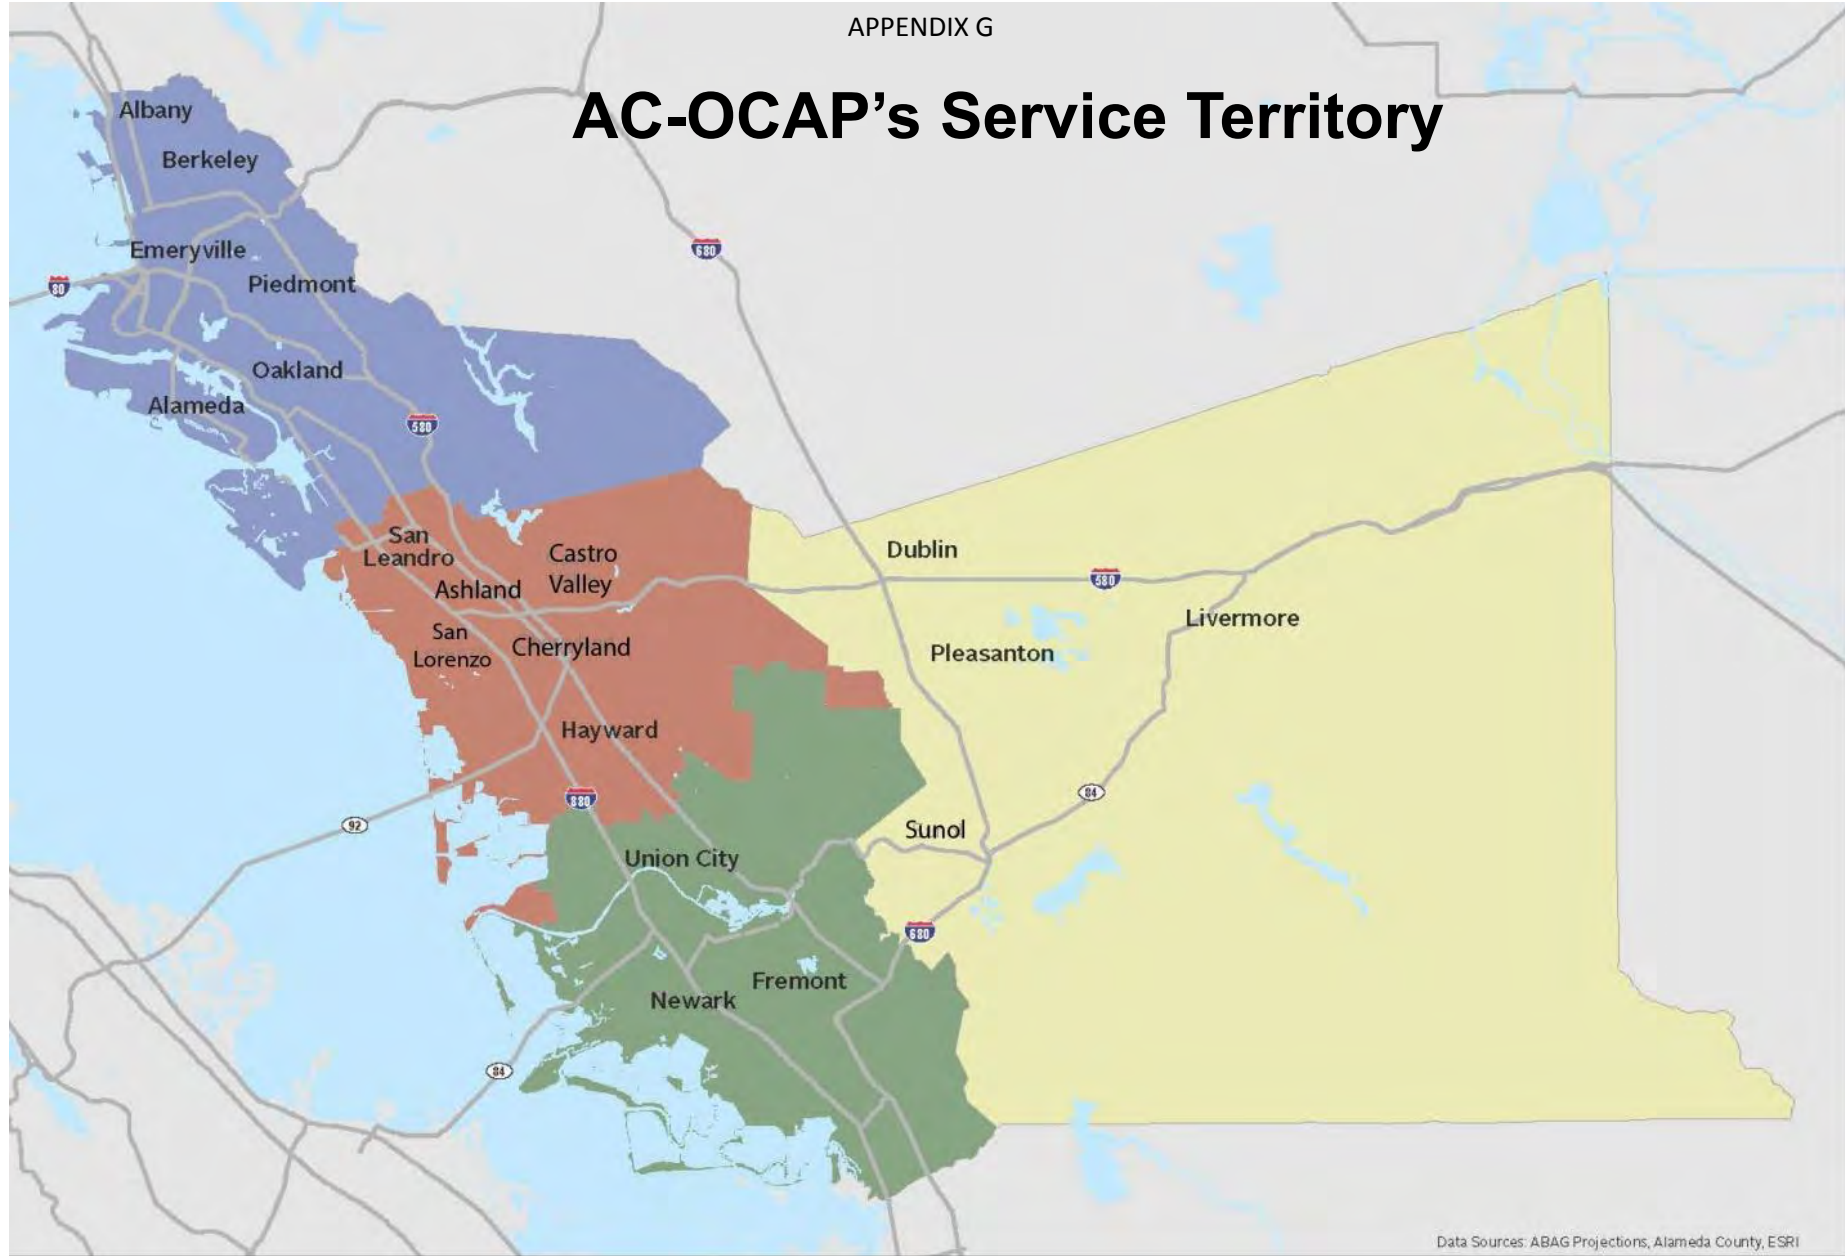 APPENDIX G
AC-OCAP’s Service Territory
Albany
Berkeley
Emeryville
680
80
Piedmont
Oakland
Alameda
580
San
Leandro
Castro
Valley
Dublin
580
Ashland
San
Lorenzo
Cherryland
Livermore
Pleasanton
Hayward
84
880
92
Sunol
Union City
680
Fremont
Newark
84
Data Sources: ABAG Projections, Alameda County, ESRI